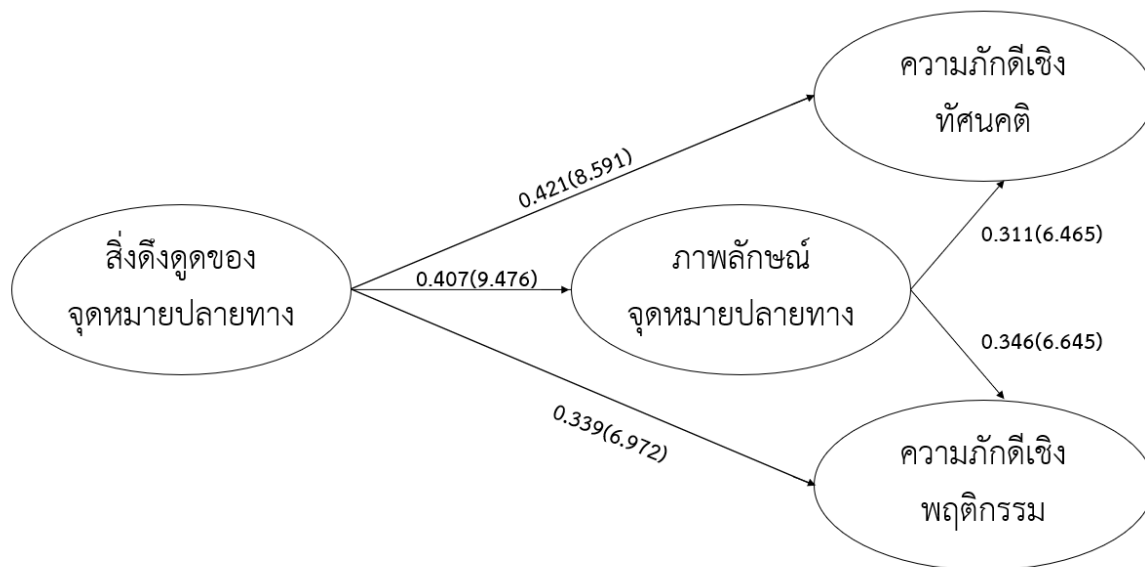 ความภักดีเชิง
ทัศนคติ
0.421(8.591)
สิ่งดึงดูดของ
จุดหมายปลายทาง
0.407(9.476)
ภาพลักษณ์
จุดหมายปลายทาง
0.311(6.465)
0.346(6.645)
0.339(6.972)
ความภักดีเชิง
พฤติกรรม